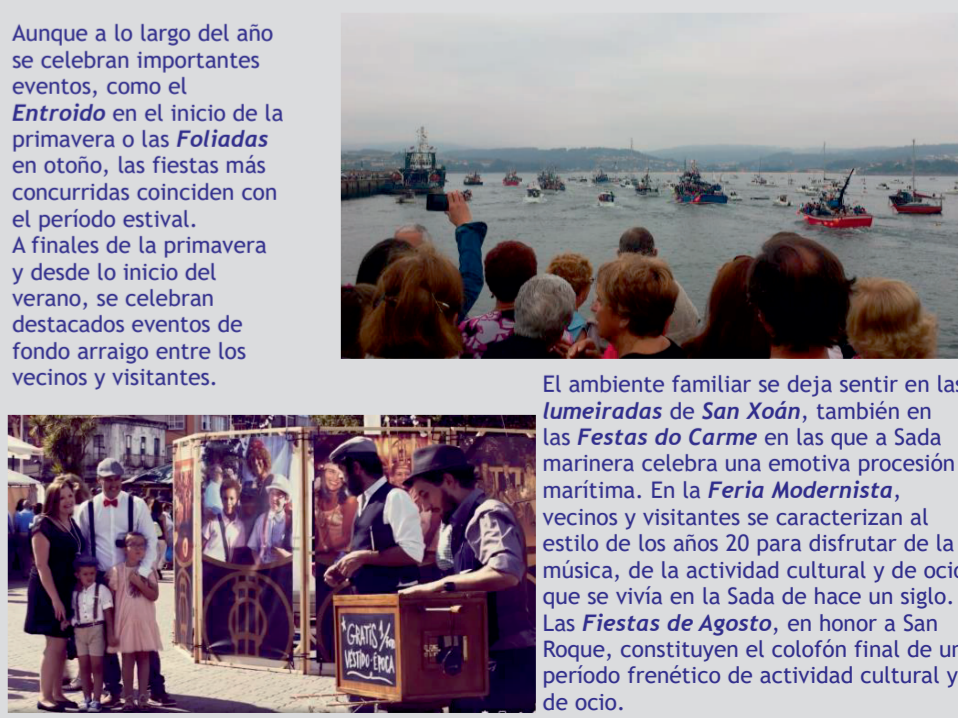 Aunque a lo largo del año
se celebran importantes
eventos, como el
Entroido en el inicio de la
primavera o las Foliadas
en otoño, las fiestas más
concurridas coinciden con
el período estival.
A finales de la primavera
y desde lo inicio del
verano, se celebran
destacados eventos de
fondo arraigo entre los
vecinos y visitantes.
El ambiente familiar se deja sentir en las
lumeiradas de San Xoán, también en
las Festas do Carme en las que a Sada
marinera celebra una emotiva procesión
marítima. En la Feria Modernista,
vecinos y visitantes se caracterizan al
estilo de los años 20 para disfrutar de la
música, de la actividad cultural y de ocio
que se vivía en la Sada de hace un siglo.
Las Fiestas de Agosto, en honor a San
Roque, constituyen el colofón final de un
período frenético de actividad cultural y
de ocio.
GRATIS
VESTIDO-ÉPOCA